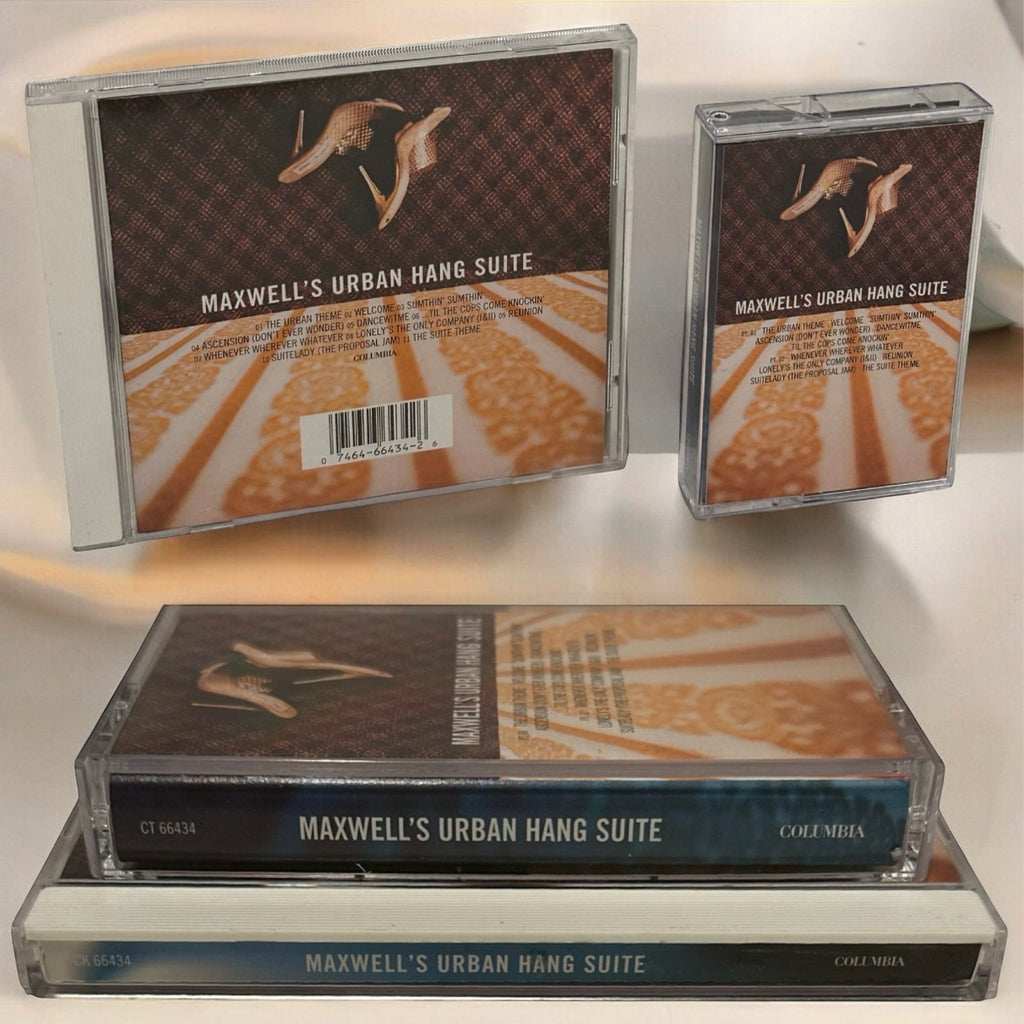 MAXWELL'S URBAN HANG SUITE
01 THE URBAN THEME 02 WELCOME 03 SUMTHIN' SUMTHIN'
04 ASCENSION (DON'T EVER WONDER) 05 DANCEWITME 06 ...TIL THE COPS COME KNOCKIN'
07 WHENEVER WHEREVER WHATEVER 08 LONELY'S THE ONLY COMPANY (I&II) 09 REUNION
10 SUITELADY (THE PROPOSAL JAM) 11 THE SUITE THEME
COLUMBIA
0 7464-66434-2 6
MAXWELL'S URBAN HANG SUITE
PT. 01 · THE URBAN THEME · WELCOME · 'SUMTHIN' SUMTHIN'
ASCENSION (DON'T EVER WONDER) · DANCEWITME
...TIL THE COPS COME KNOCKIN'
PT. 02 · WHENEVER WHEREVER WHATEVER
LONELY'S THE ONLY COMPANY (I&II) · REUNION
SUITELADY (THE PROPOSAL JAM) · THE SUITE THEME
MAXWELL'S URBAN HANG SUITE
CT 66434
MAXWELL'S URBAN HANG SUITE
COLUMBIA
CK 66434
MAXWELL'S URBAN HANG SUITE
COLUMBIA